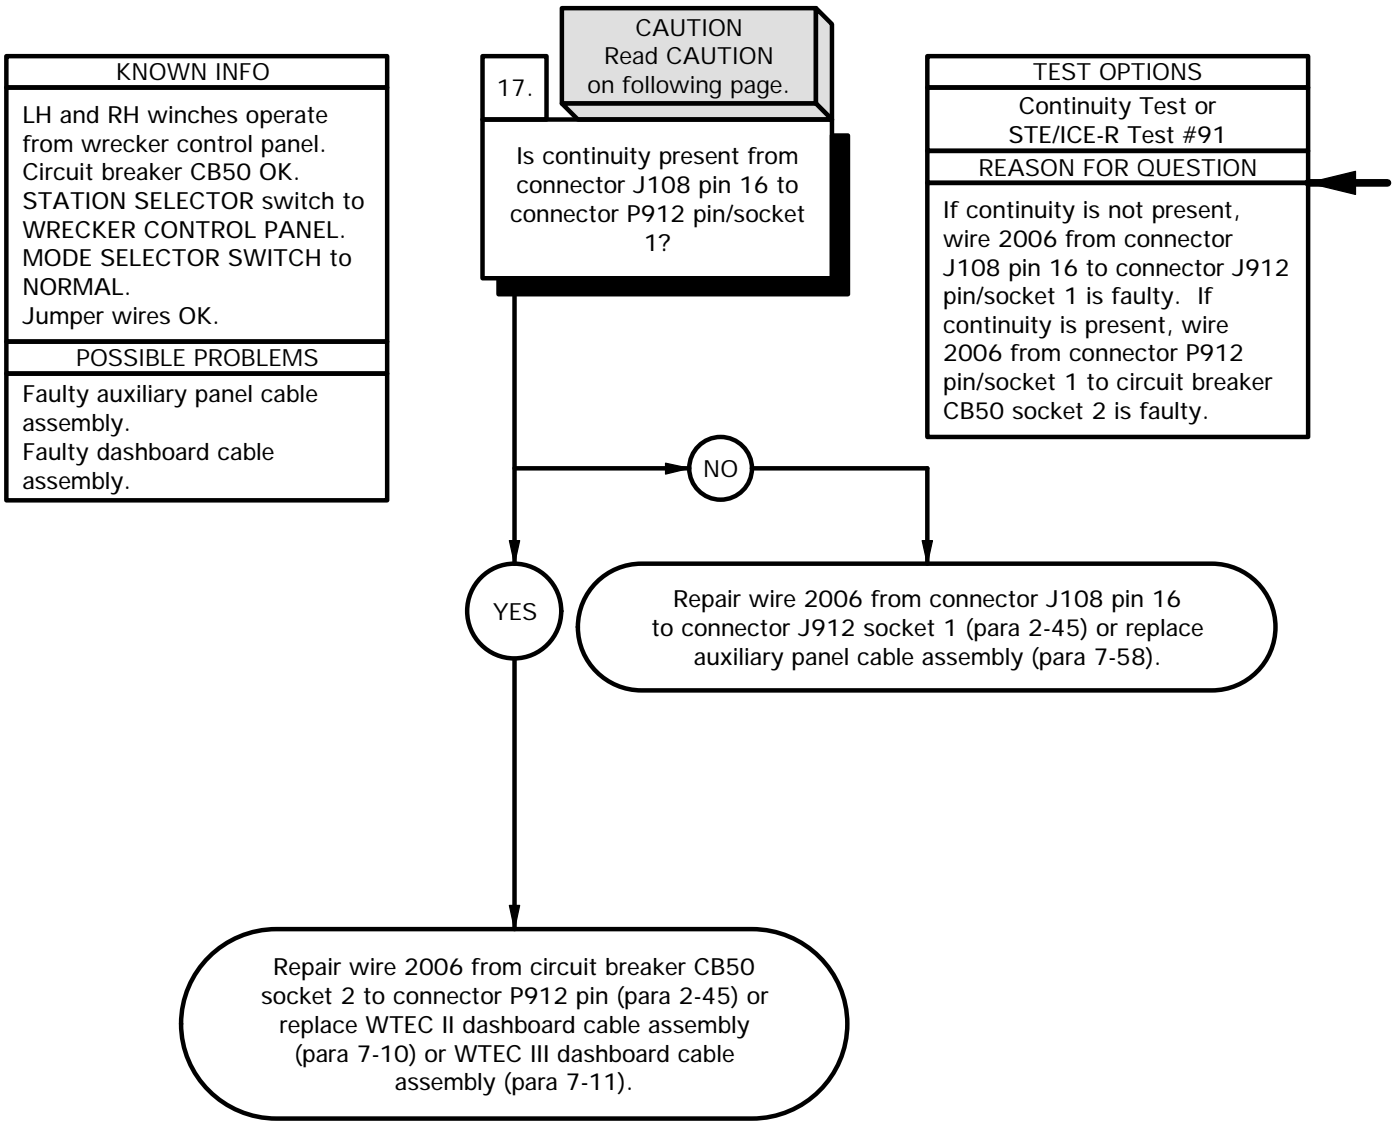 KNOWN INFO
LH and RH winches operate
from wrecker control panel.
Circuit breaker CB50 OK.
STATION SELECTOR switch to
WRECKER CONTROL PANEL.
MODE SELECTOR SWITCH to
NORMAL.
Jumper wires OK.
POSSIBLE PROBLEMS
Faulty auxiliary panel cable
assembly.
Faulty dashboard cable
assembly.
17.
CAUTION
Read CAUTION
on following page.
Is continuity present from
connector J108 pin 16 to
connector P912 pin/socket
1?
TEST OPTIONS
Continuity Test or
STE/ICE-R Test #91
REASON FOR QUESTION
If continuity is not present,
wire 2006 from connector
J108 pin 16 to connector J912
pin/socket 1 is faulty.  If
continuity is present, wire
2006 from connector P912
pin/socket 1 to circuit breaker
CB50 socket 2 is faulty.
NO
YES
Repair wire 2006 from connector J108 pin 16
to connector J912 socket 1 (para 2-45) or replace
auxiliary panel cable assembly (para 7-58).
Repair wire 2006 from circuit breaker CB50
socket 2 to connector P912 pin (para 2-45) or
replace WTEC II dashboard cable assembly
(para 7-10) or WTEC III dashboard cable
assembly (para 7-11).